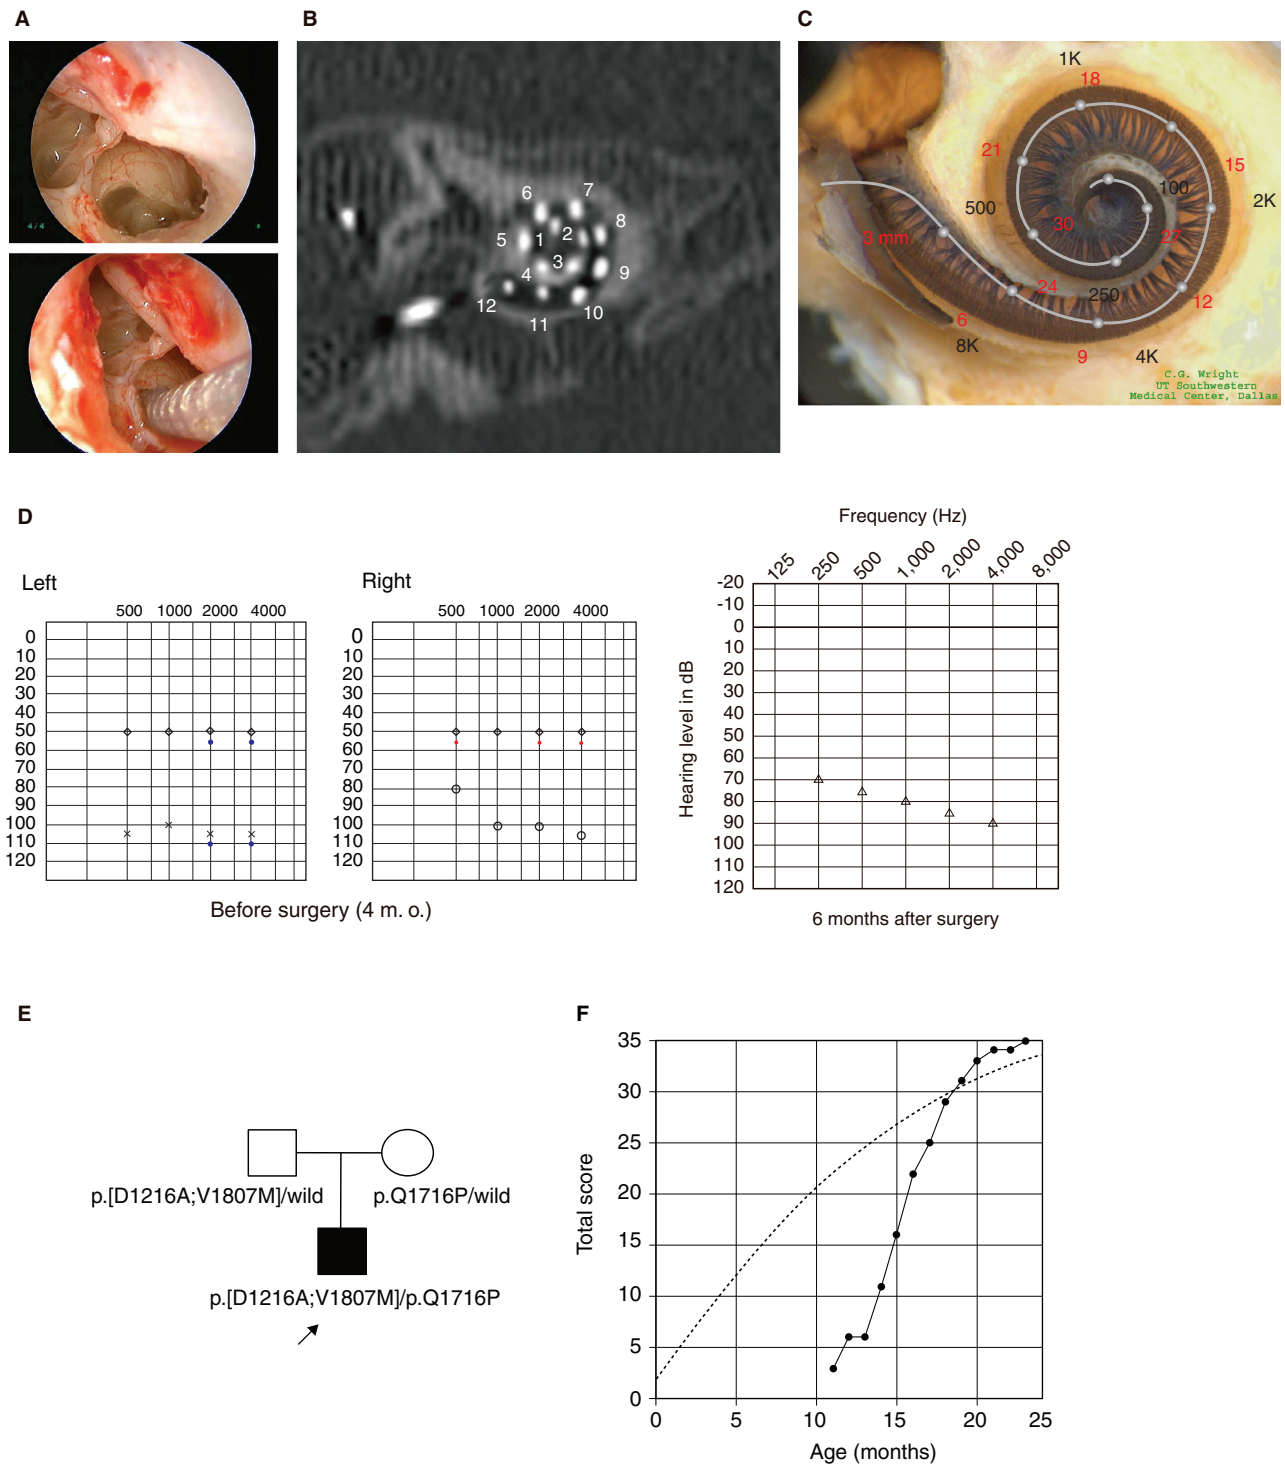 A
B
C
4 / 4
6
7
8
5
1
2
4
3
9
12
10
11
1K
18
21
15
100
2K
500
30
27
3 mm
24
250
12
6
8K
9
4K
C.G. Wright
UT Southwestern
Medical Center, Dallas
D
Left
500 1000 2000 4000
0
10
20
30
40
50
60
70
80
90
100
110
120
Right
500 1000 2000 4000
0
10
20
30
40
50
60
70
80
90
100
110
120
Before surgery (4 m. o.)
Frequency (Hz)
125 250 500 1,000 2,000 4,000 8,000
Hearing level in dB
-20
-10
0
10
20
30
40
50
60
70
80
90
100
110
120
6 months after surgery
E
p.[D1216A;V1807M]/wild
p.Q1716P/wild
p.[D1216A;V1807M]/p.Q1716P
F
Total score
35
30
25
20
15
10
5
0
0 5 10 15 20 25
Age (months)